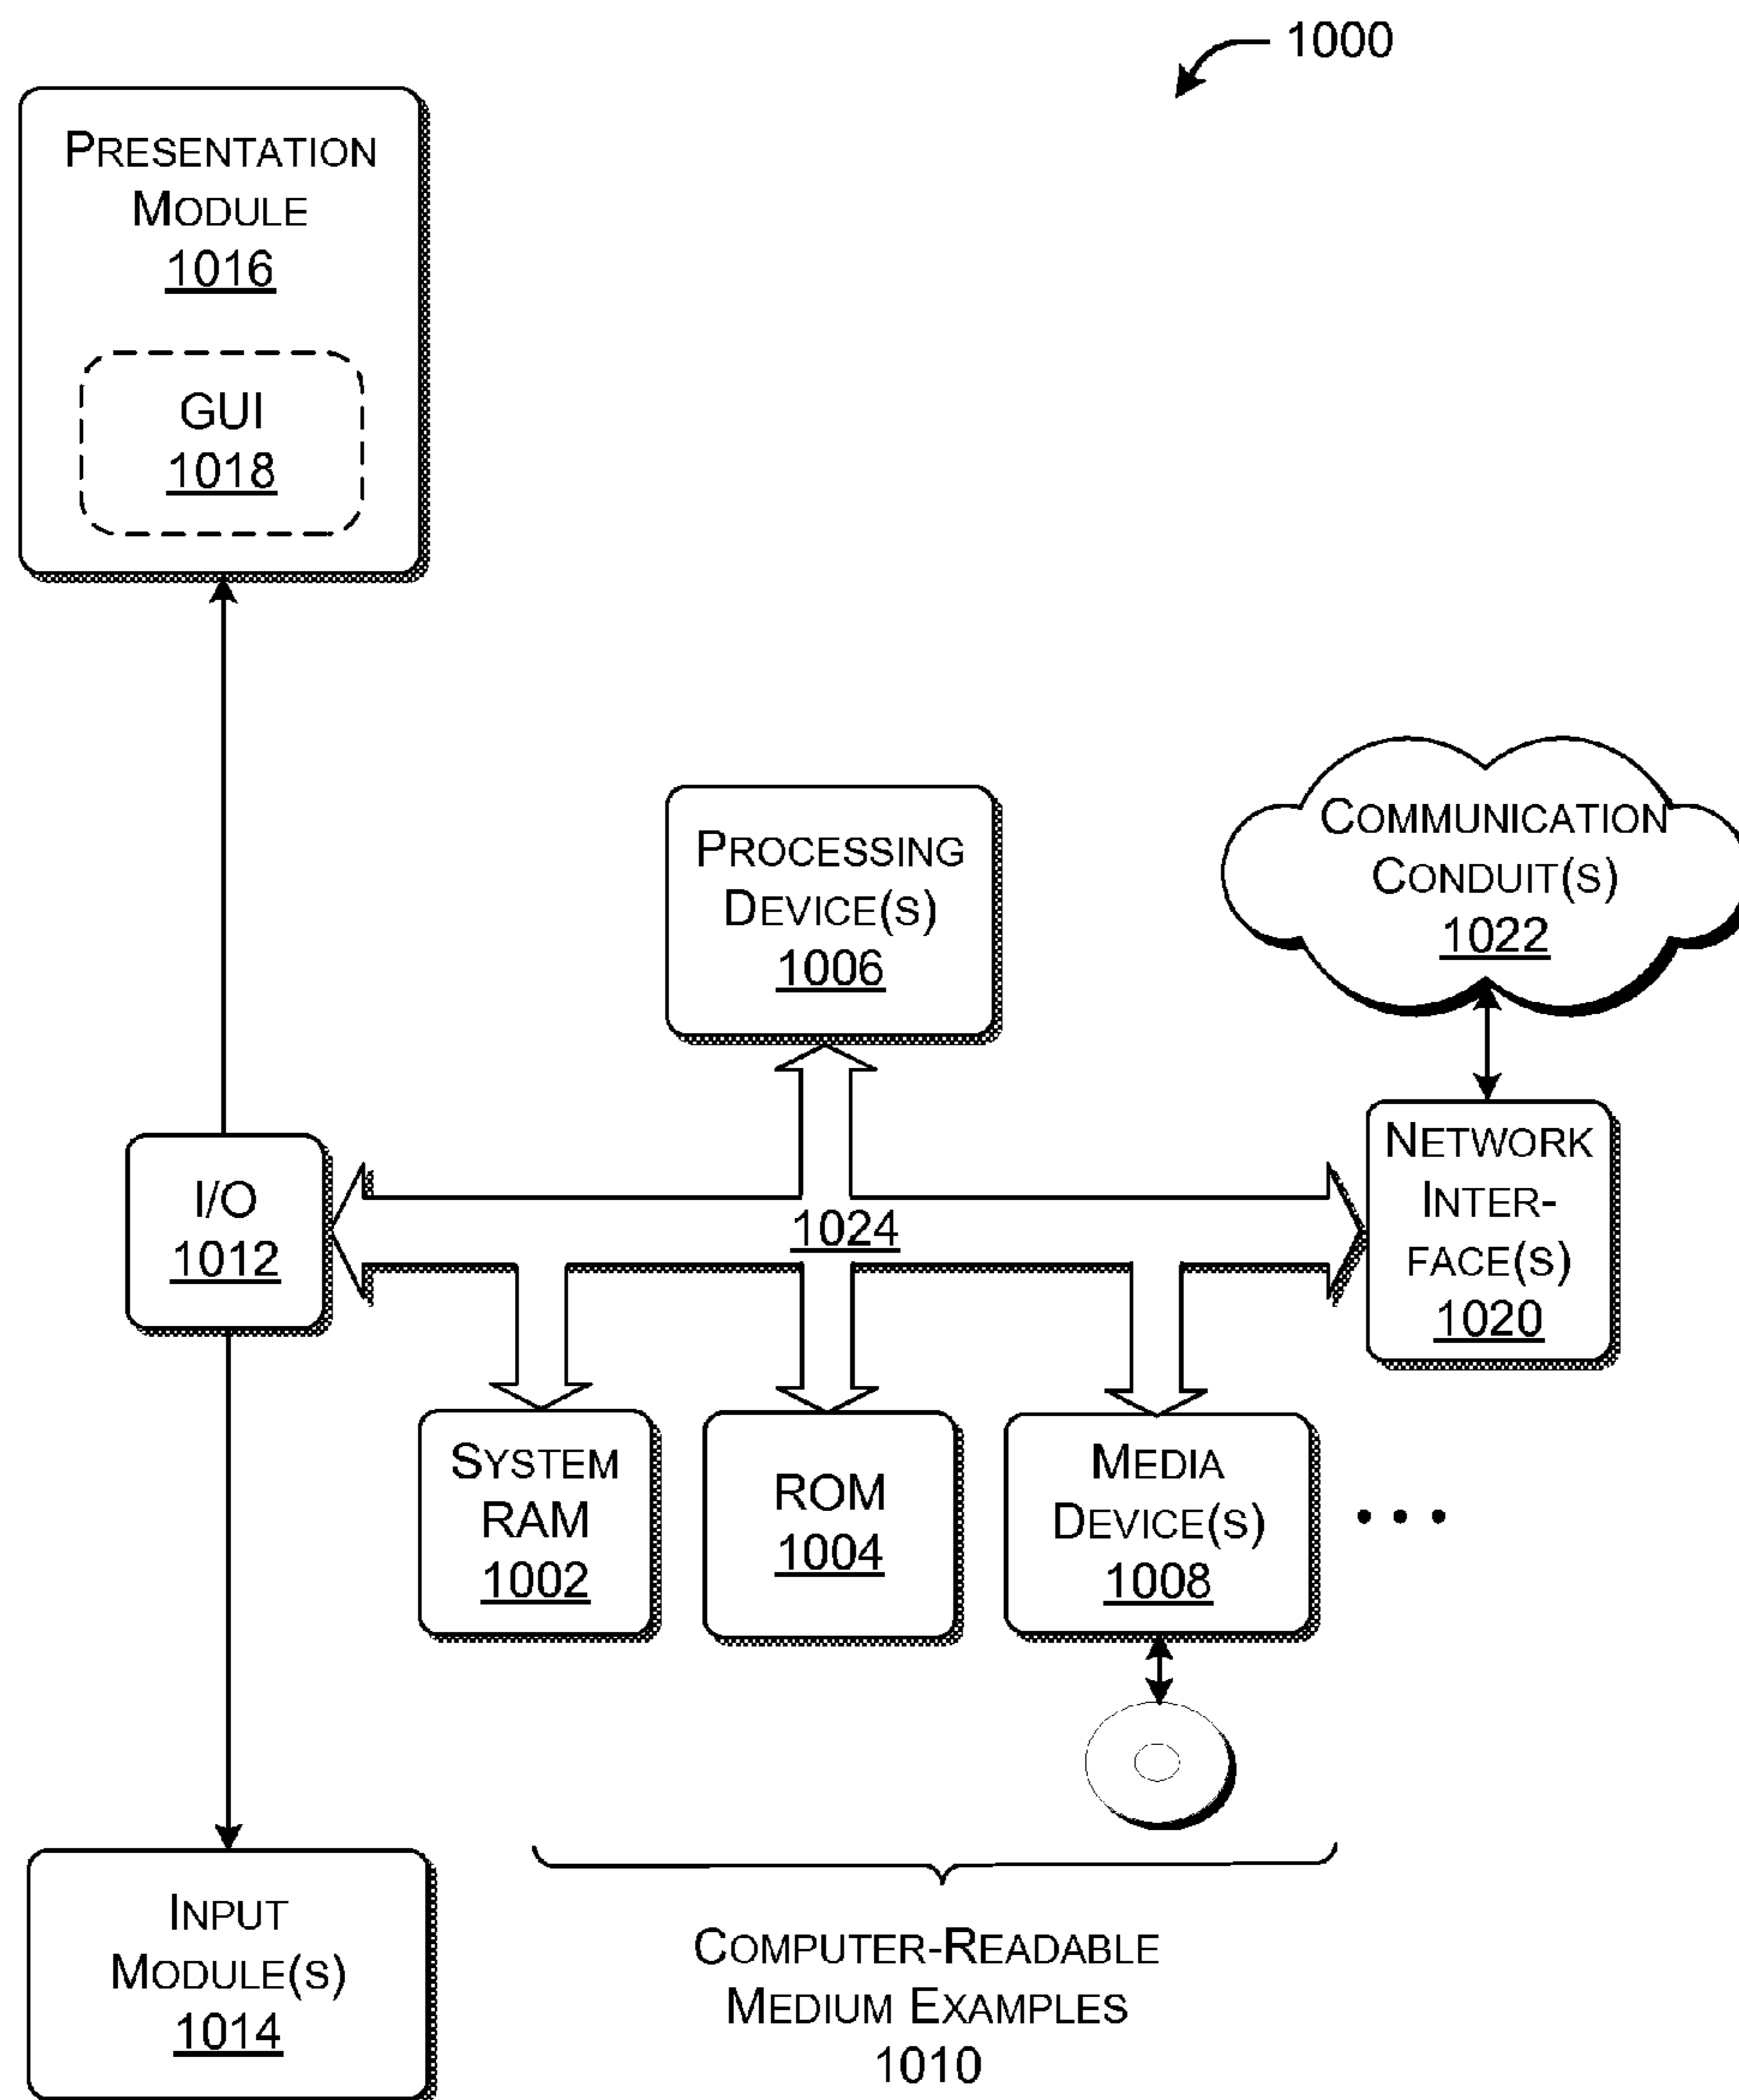 1000
PRESENTATION
MODULE
1016
GUI
1018
COMMUNICATION
CONDUIT(S)
1022
PROCESSING
DEVICE(S)
1006
NETWORK
INTER-
FACE(S)
1020
I/O
1012
1024
SYSTEM
RAM
1002
ROM
1004
MEDIA
DEVICE(S)
1008
INPUT
MODULE(S)
1014
COMPUTER-READABLE
MEDIUM EXAMPLES
1010